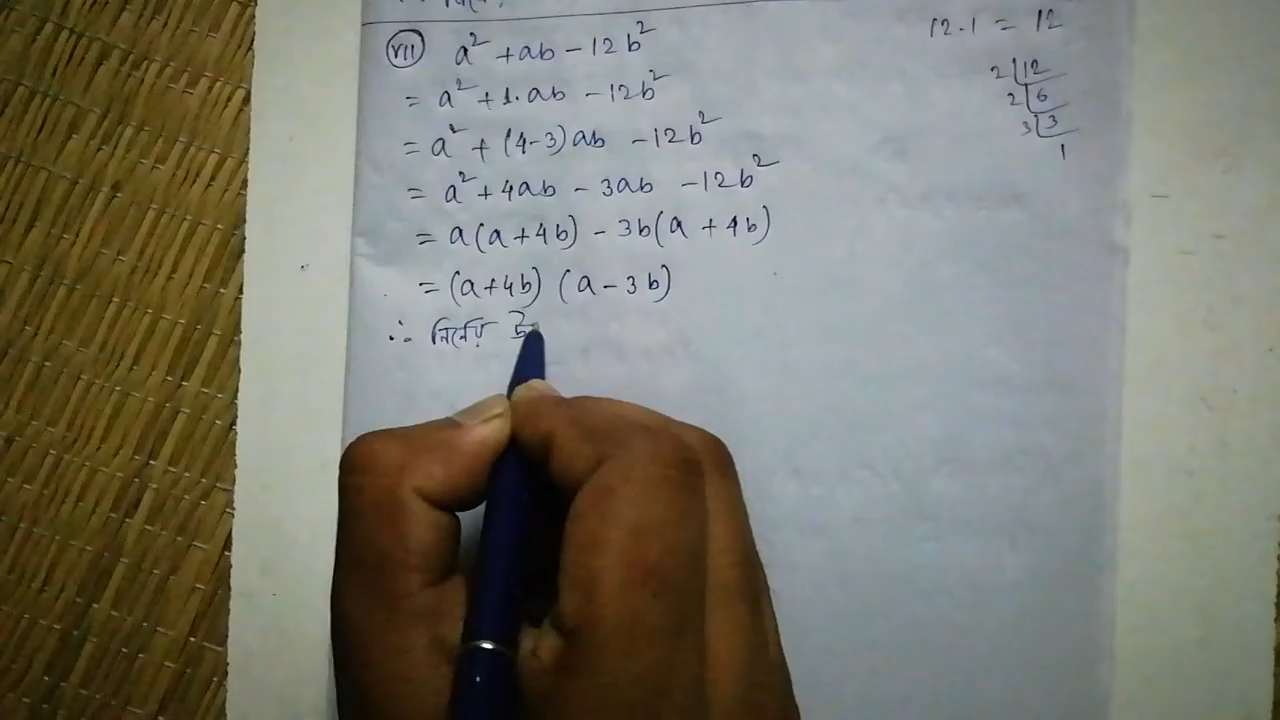 (VII) a² + ab - 12b²
= a² + 1.ab - 12b²
= a² + (4-3)ab - 12b²
= a² + 4ab - 3ab - 12b²
= a(a+4b) - 3b(a+4b)
= (a+4b) (a-3b)
∴ নির্নেয়
12.1 = 12
2 | 12
2 | 6
3 | 3
1